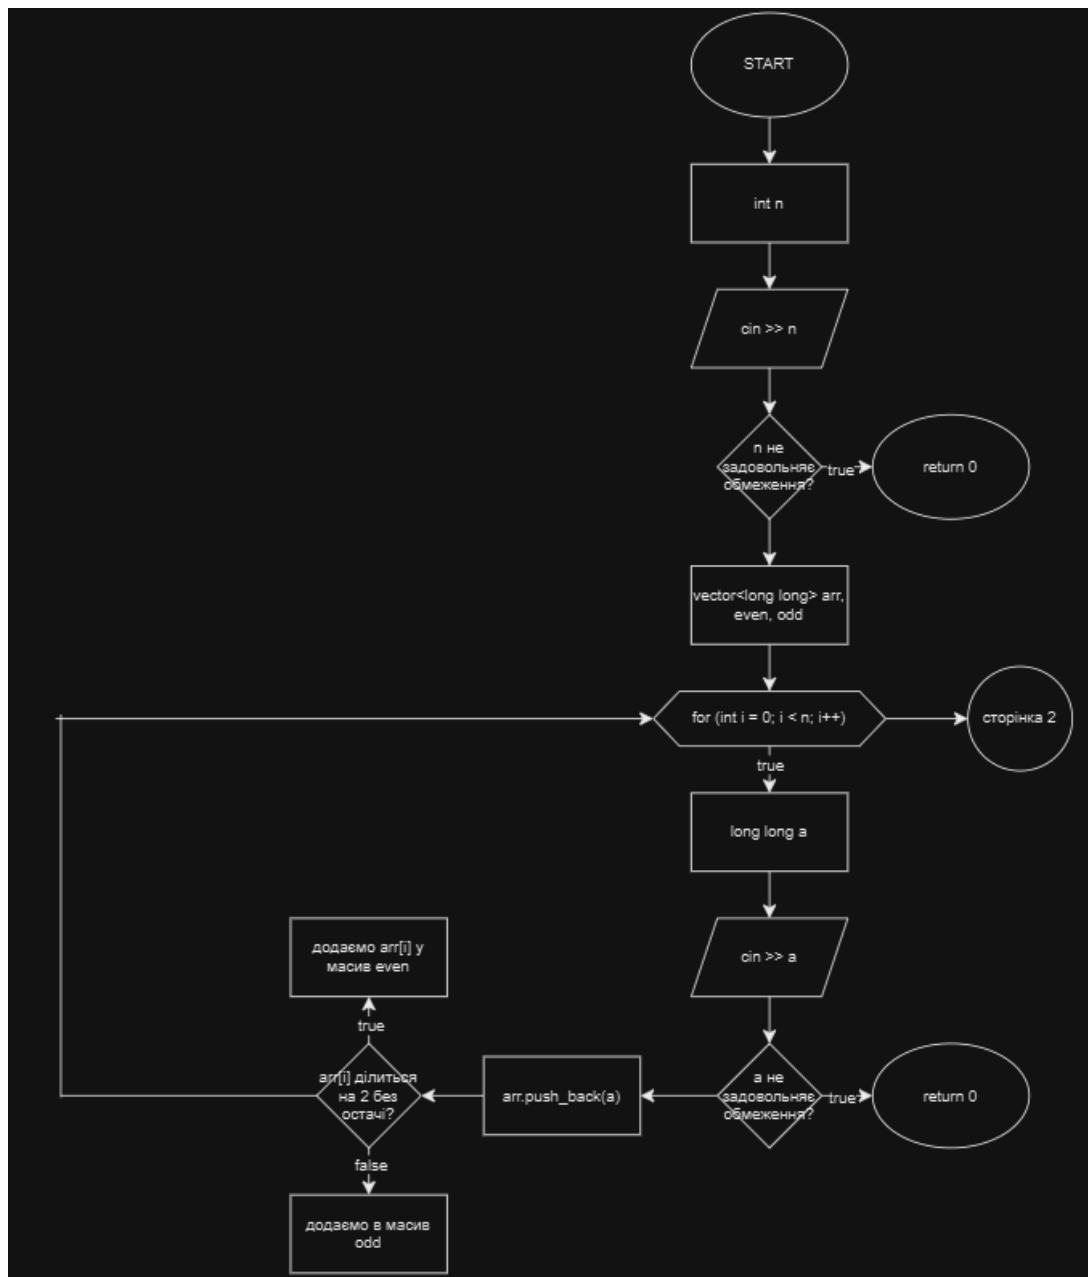 START
int n
cin >> n
n не
задовольняє
обмеження?
true
return 0
vector<long long> arr,
even, odd
for (int i = 0; i < n; i++)
сторінка 2
true
long long a
cin >> a
a не
задовольняє
обмеження?
true
return 0
arr.push_back(a)
arr[i] ділиться
на 2 без
остачі?
true
додаємо arr[i] у
масив even
false
додаємо в масив
odd